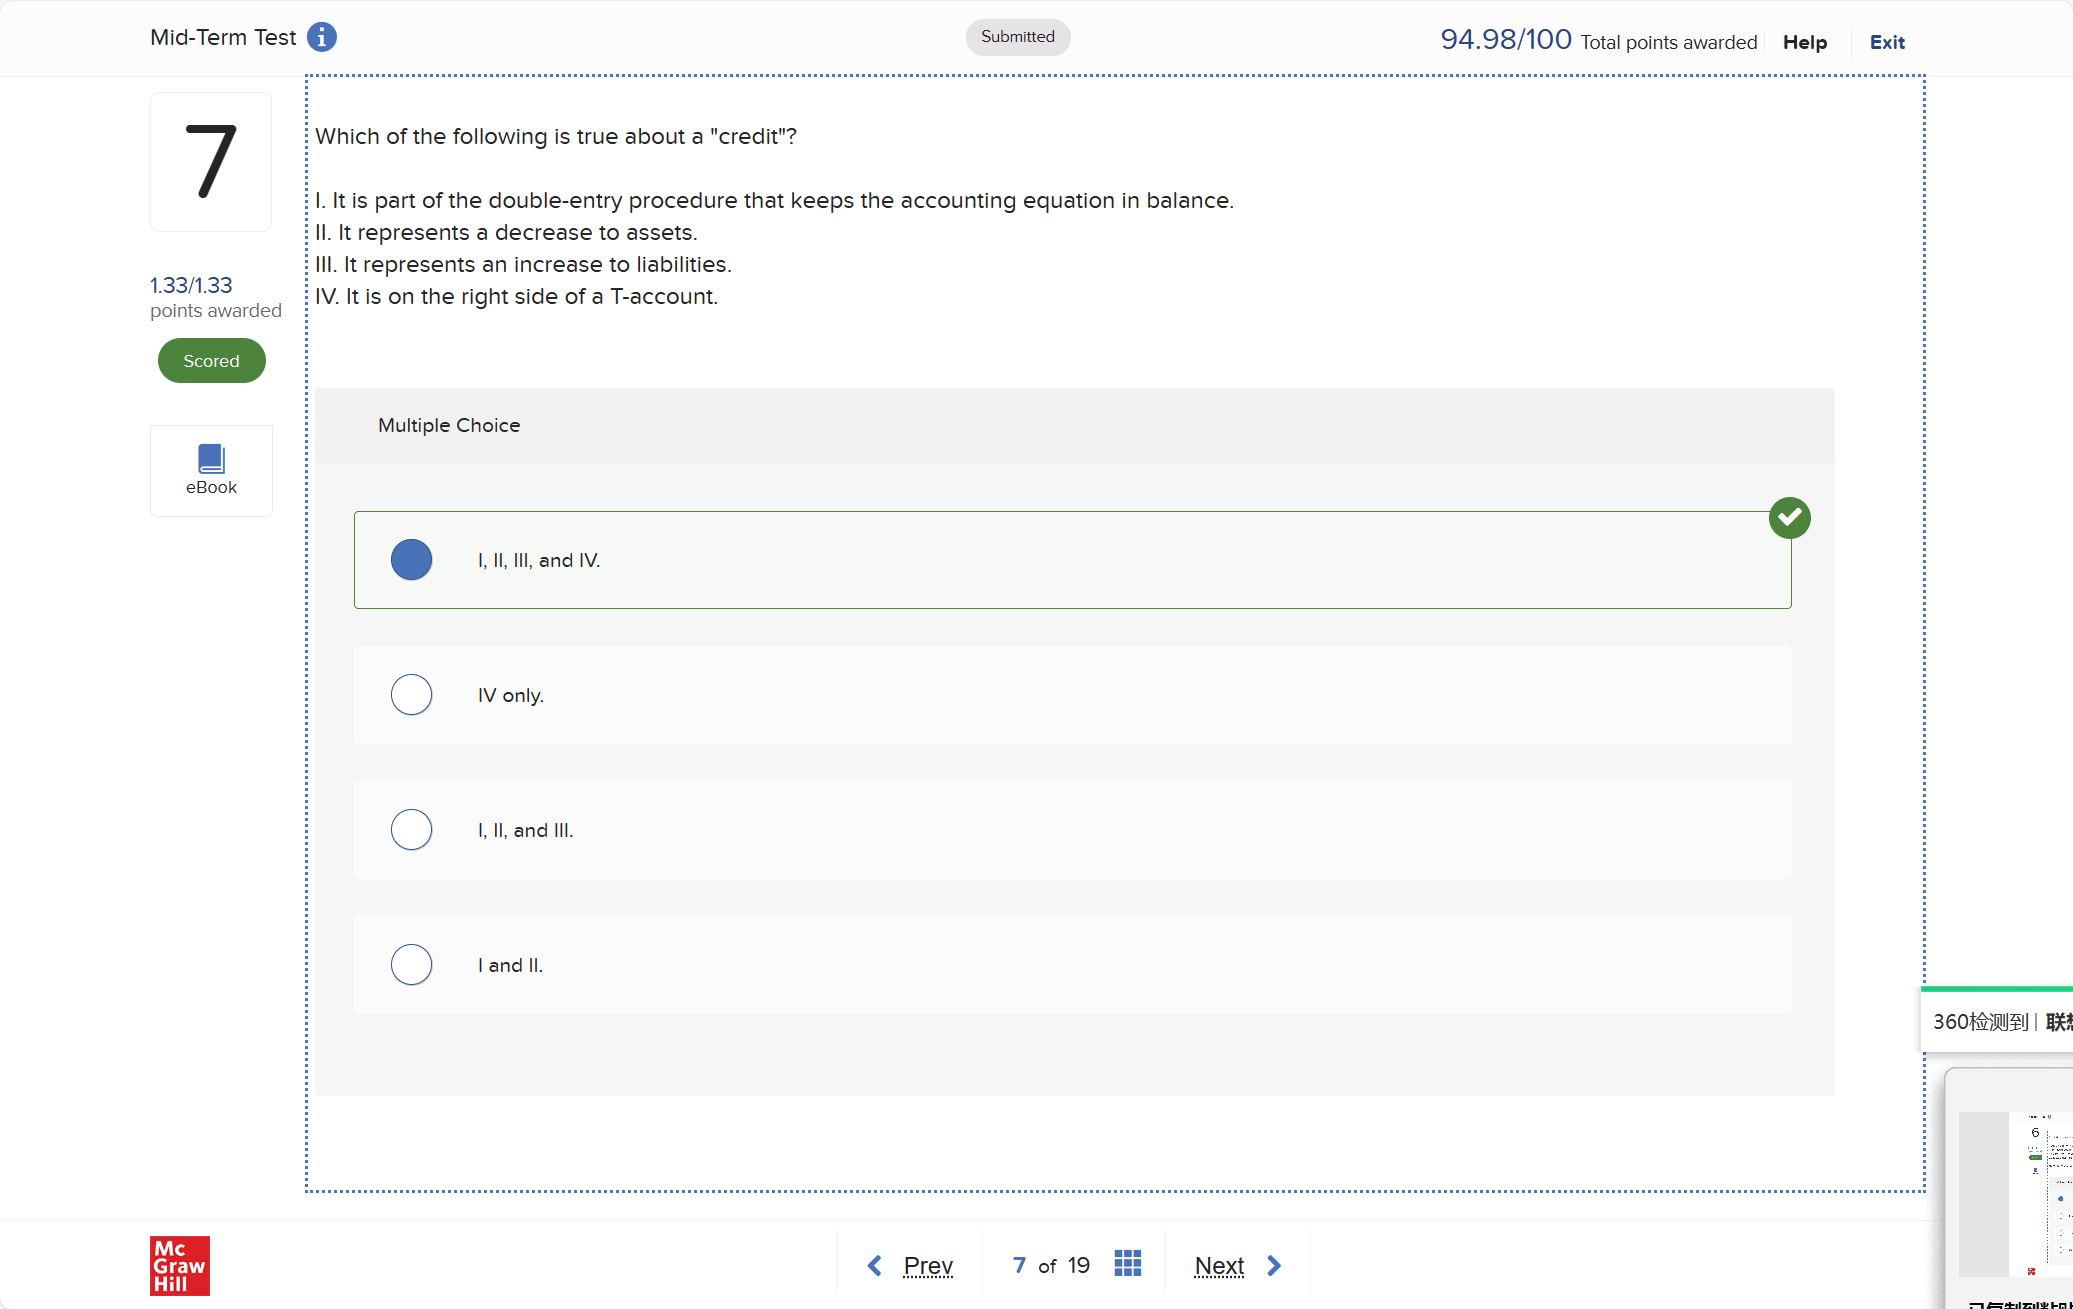 Mid-Term Test
Submitted
94.98/100 Total points awarded
Help
Exit
7
1.33/1.33
points awarded
Scored
eBook
Which of the following is true about a "credit"?
I. It is part of the double-entry procedure that keeps the accounting equation in balance.
II. It represents a decrease to assets.
III. It represents an increase to liabilities.
IV. It is on the right side of a T-account.
Multiple Choice
I, II, III, and IV.
IV only.
I, II, and III.
I and II.
360检测到 | 联想
6
Mc
Graw
Hill
Prev
7 of 19
Next